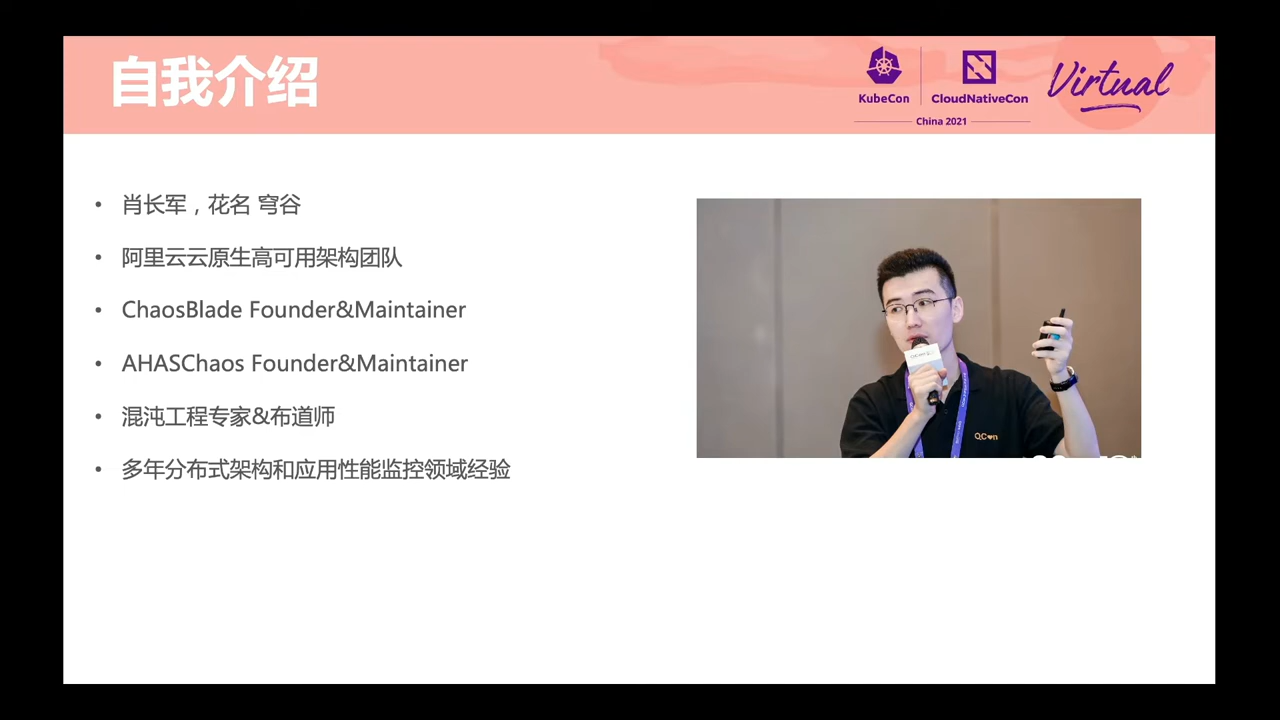 自我介绍
KubeCon
CloudNativeCon
Virtual
China 2021
• 肖长军，花名 穹谷
• 阿里云云原生高可用架构团队
• ChaosBlade Founder&Maintainer
• AHASChaos Founder&Maintainer
• 混沌工程专家&布道师
• 多年分布式架构和应用性能监控领域经验
QCon